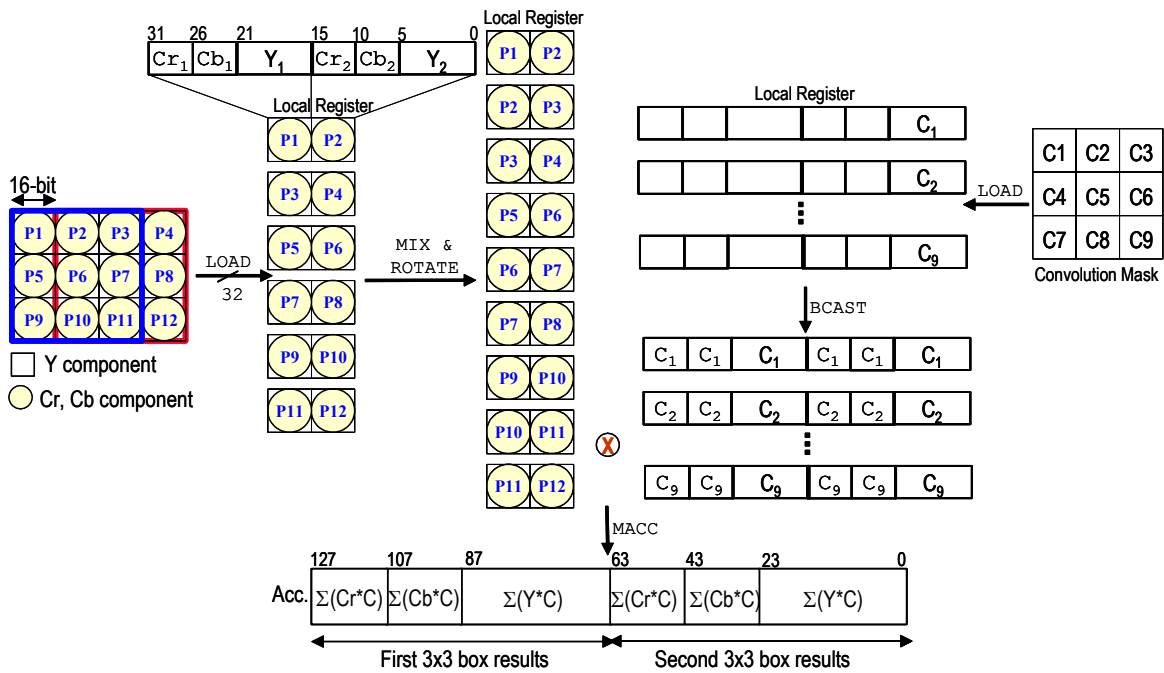 Local Register
31 26 21 15 10 5 0
Cr1 Cb1 Y1 Cr2 Cb2 Y2
Local Register
P1 P2
P3 P4
P5 P6
P7 P8
P9 P10
P11 P12
16-bit
P1 P2 P3 P4
P5 P6 P7 P8
P9 P10 P11 P12
Y component
Cr, Cb component
LOAD
32
MIX &
ROTATE
P1 P2
P2 P3
P3 P4
P5 P6
P6 P7
P7 P8
P9 P10
P10 P11
P11 P12
Local Register
C1
C2
C9
LOAD
C1 C2 C3
C4 C5 C6
C7 C8 C9
Convolution Mask
BCAST
C1 C1 C1 C1 C1 C1
C2 C2 C2 C2 C2 C2
C9 C9 C9 C9 C9 C9
X
MACC
127 107 87 63 43 23 0
Acc. Σ(Cr*C) Σ(Cb*C) Σ(Y*C) Σ(Cr*C) Σ(Cb*C) Σ(Y*C)
First 3x3 box results Second 3x3 box results